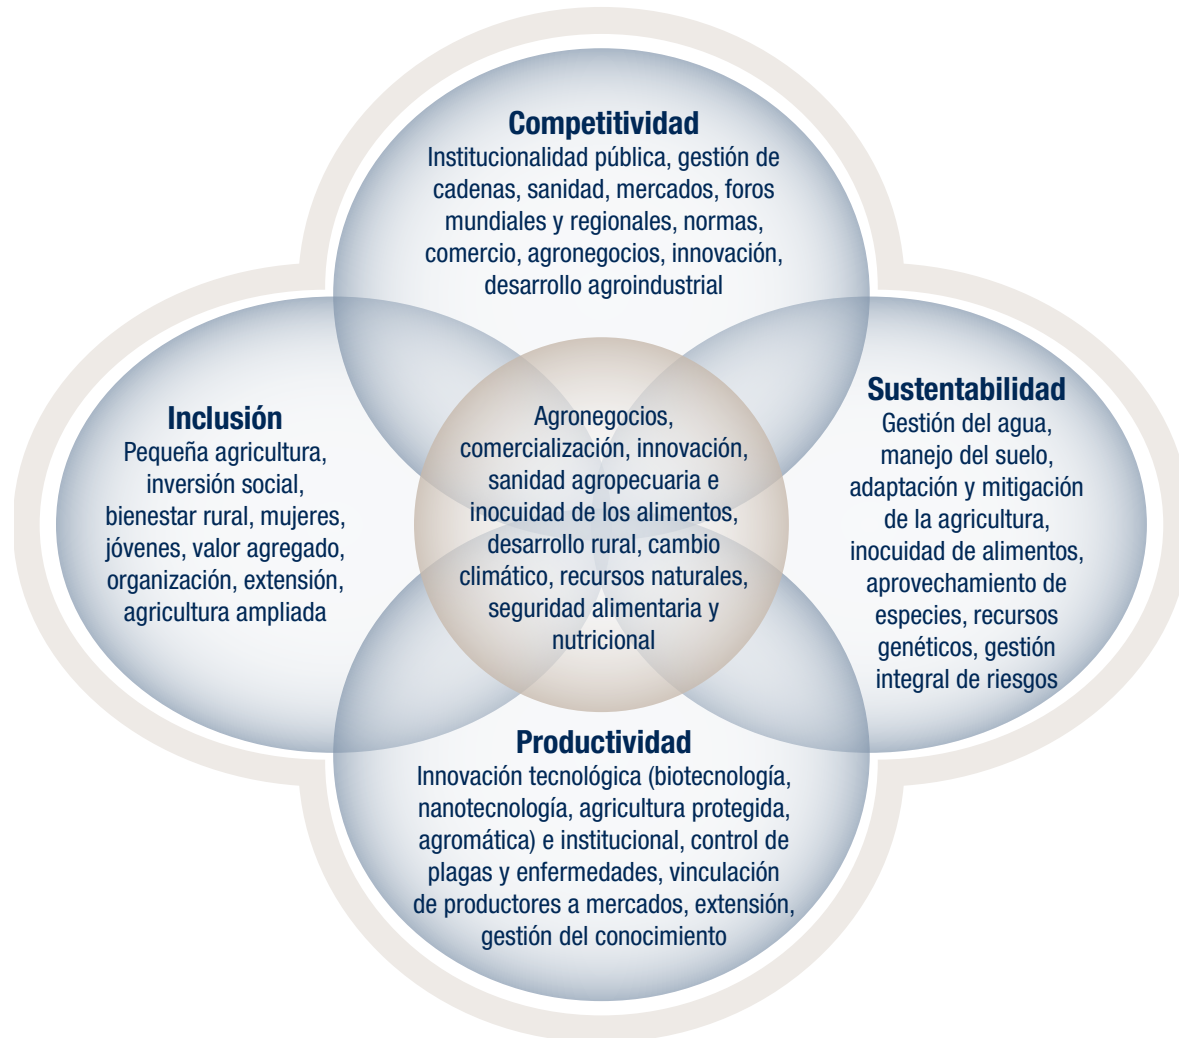 Competitividad
Institucionalidad pública, gestión de
cadenas, sanidad, mercados, foros
mundiales y regionales, normas,
comercio, agronegocios, innovación,
desarrollo agroindustrial
Inclusión
Pequeña agricultura,
inversión social,
bienestar rural, mujeres,
jóvenes, valor agregado,
organización, extensión,
agricultura ampliada
Agronegocios,
comercialización, innovación,
sanidad agropecuaria e
inocuidad de los alimentos,
desarrollo rural, cambio
climático, recursos naturales,
seguridad alimentaria y
nutricional
Sustentabilidad
Gestión del agua,
manejo del suelo,
adaptación y mitigación
de la agricultura,
inocuidad de alimentos,
aprovechamiento de
especies, recursos
genéticos, gestión
integral de riesgos
Productividad
Innovación tecnológica (biotecnología,
nanotecnología, agricultura protegida,
agromática) e institucional, control de
plagas y enfermedades, vinculación
de productores a mercados, extensión,
gestión del conocimiento